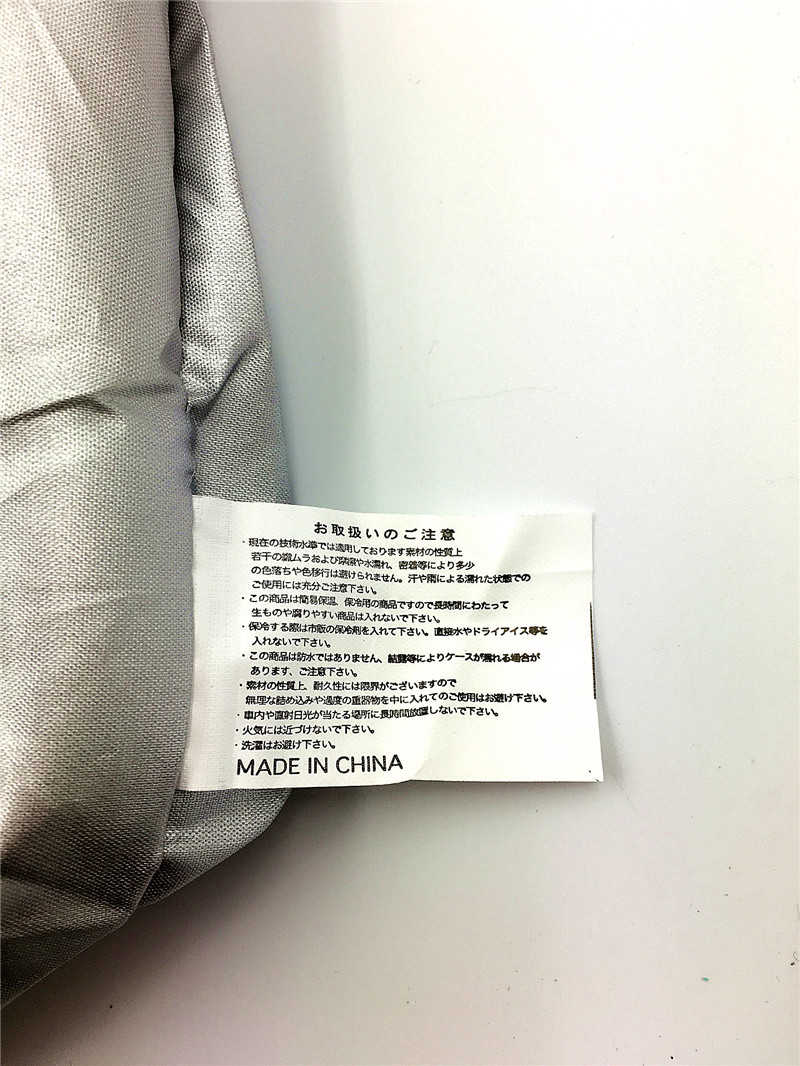 お取扱いのご注意
・現在の技術水準では適用しております素材の性質上
若干の織ムラおよび摩擦や水濡れ、密着等により多少
の色落ちや色移行は避けられません。汗や雨による濡れた状態での
ご使用には充分ご注意下さい。
・この商品は簡易保温、保冷用の商品ですので長時間にわたって
生ものや腐りやすい商品は入れないで下さい。
・保冷する際は市販の保冷剤を入れて下さい。直接水やドライアイス等を
入れないで下さい。
・この商品は防水ではありません、結露等によりケースが濡れる場合が
あります、ご注意下さい。
・素材の性質上、耐久性には限界がございますので
無理な詰め込みや過度の重器物を中に入れてのご使用はお避け下さい。
・車内や直射日光が当たる場所に長時間放置しないで下さい。
・火気には近づけないで下さい。
・洗濯はお避け下さい。
MADE IN CHINA